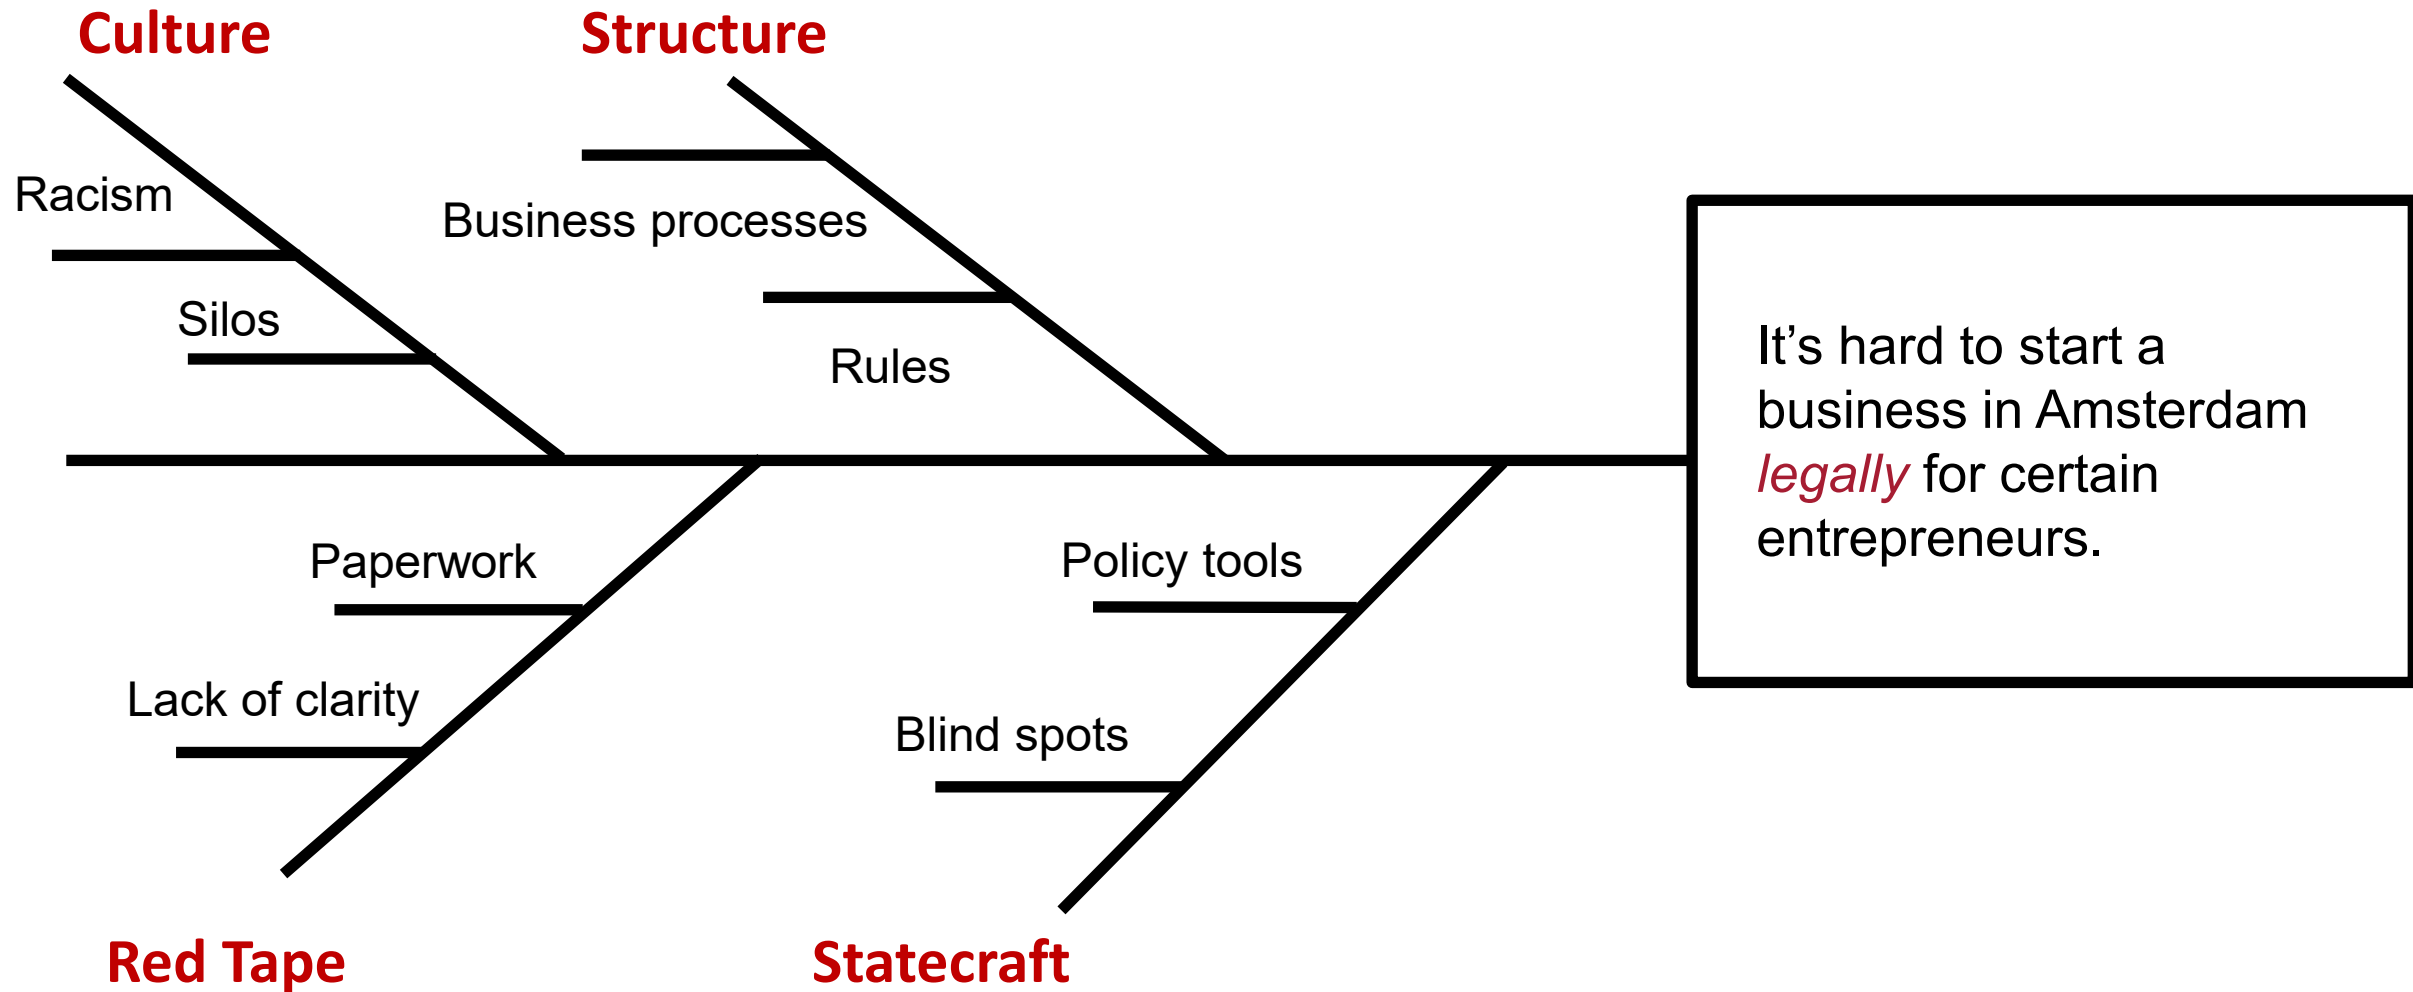 Culture
Structure
Racism
Business processes
Silos
Rules
It’s hard to start a
business in Amsterdam
legally for certain
entrepreneurs.
Paperwork
Policy tools
Lack of clarity
Blind spots
Red Tape
Statecraft